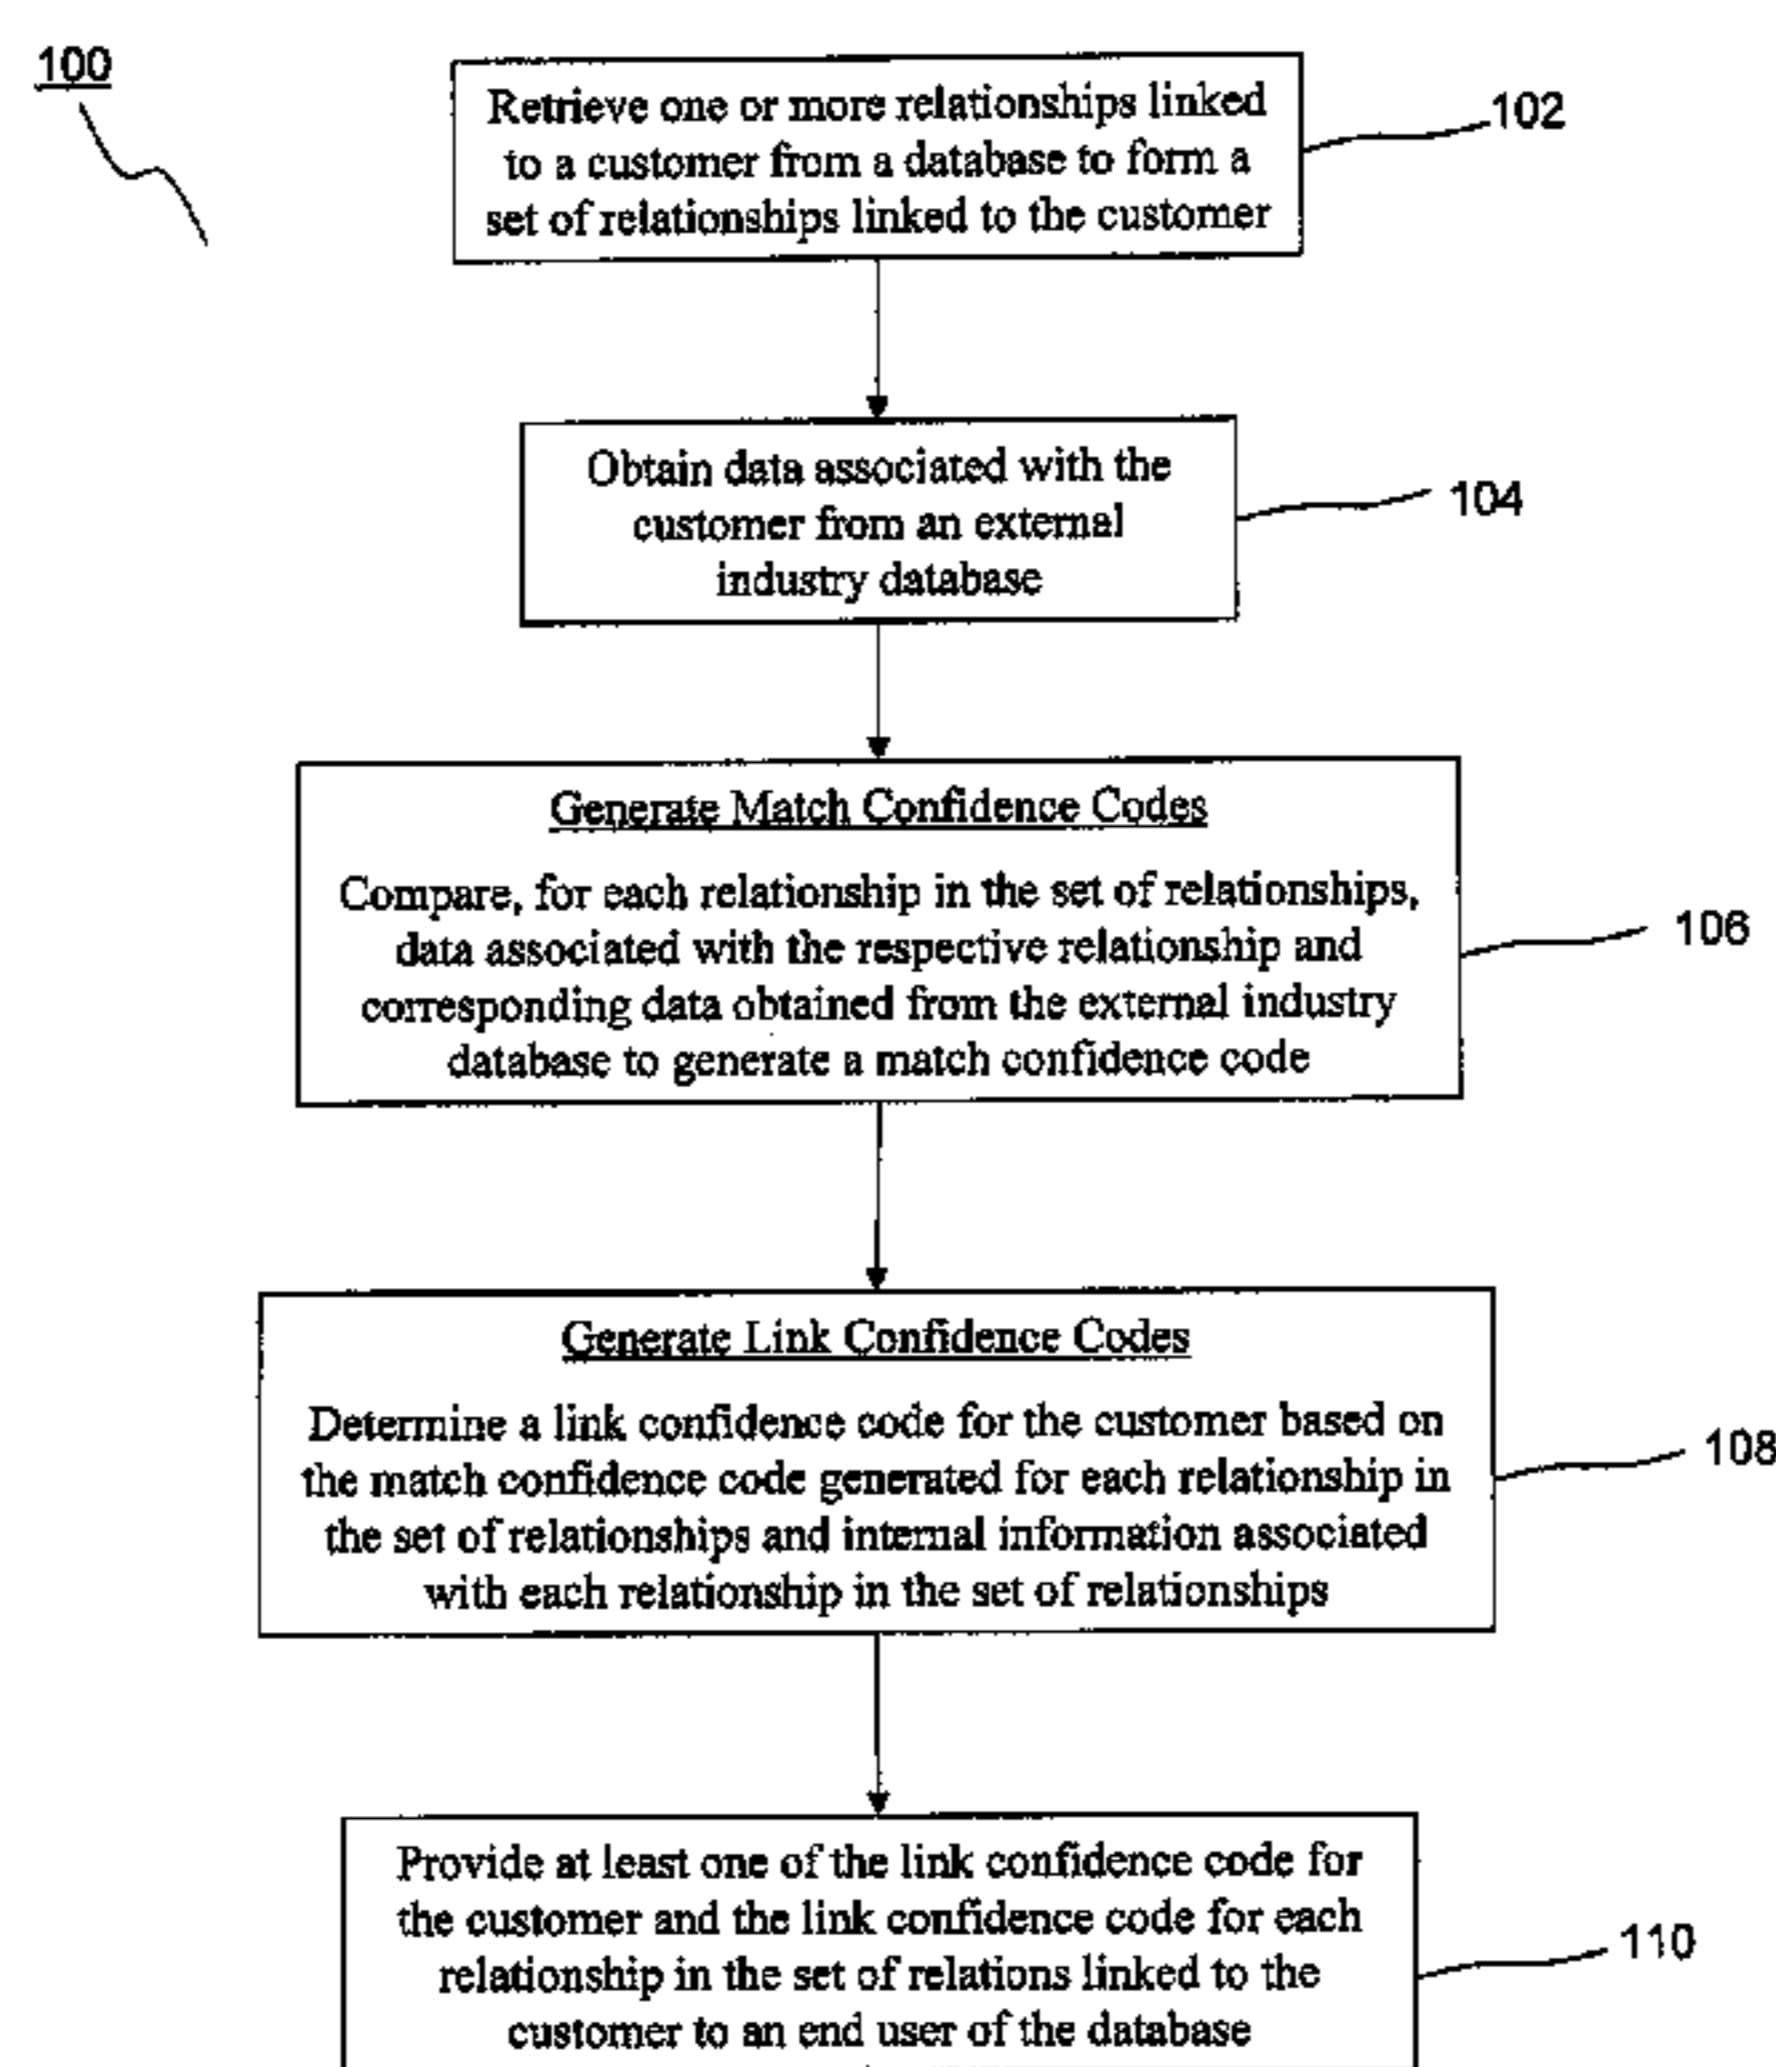 100
Retrieve one or more relationships linked
to a customer from a database to form a
set of relationships linked to the customer
102
Obtain data associated with the
customer from an external
industry database
104
Generate Match Confidence Codes
Compare, for each relationship in the set of relationships,
data associated with the respective relationship and
corresponding data obtained from the external industry
database to generate a match confidence code
106
Generate Link Confidence Codes
Determine a link confidence code for the customer based on
the match confidence code generated for each relationship in
the set of relationships and internal information associated
with each relationship in the set of relationships
108
Provide at least one of the link confidence code for
the customer and the link confidence code for each
relationship in the set of relations linked to the
customer to an end user of the database
110